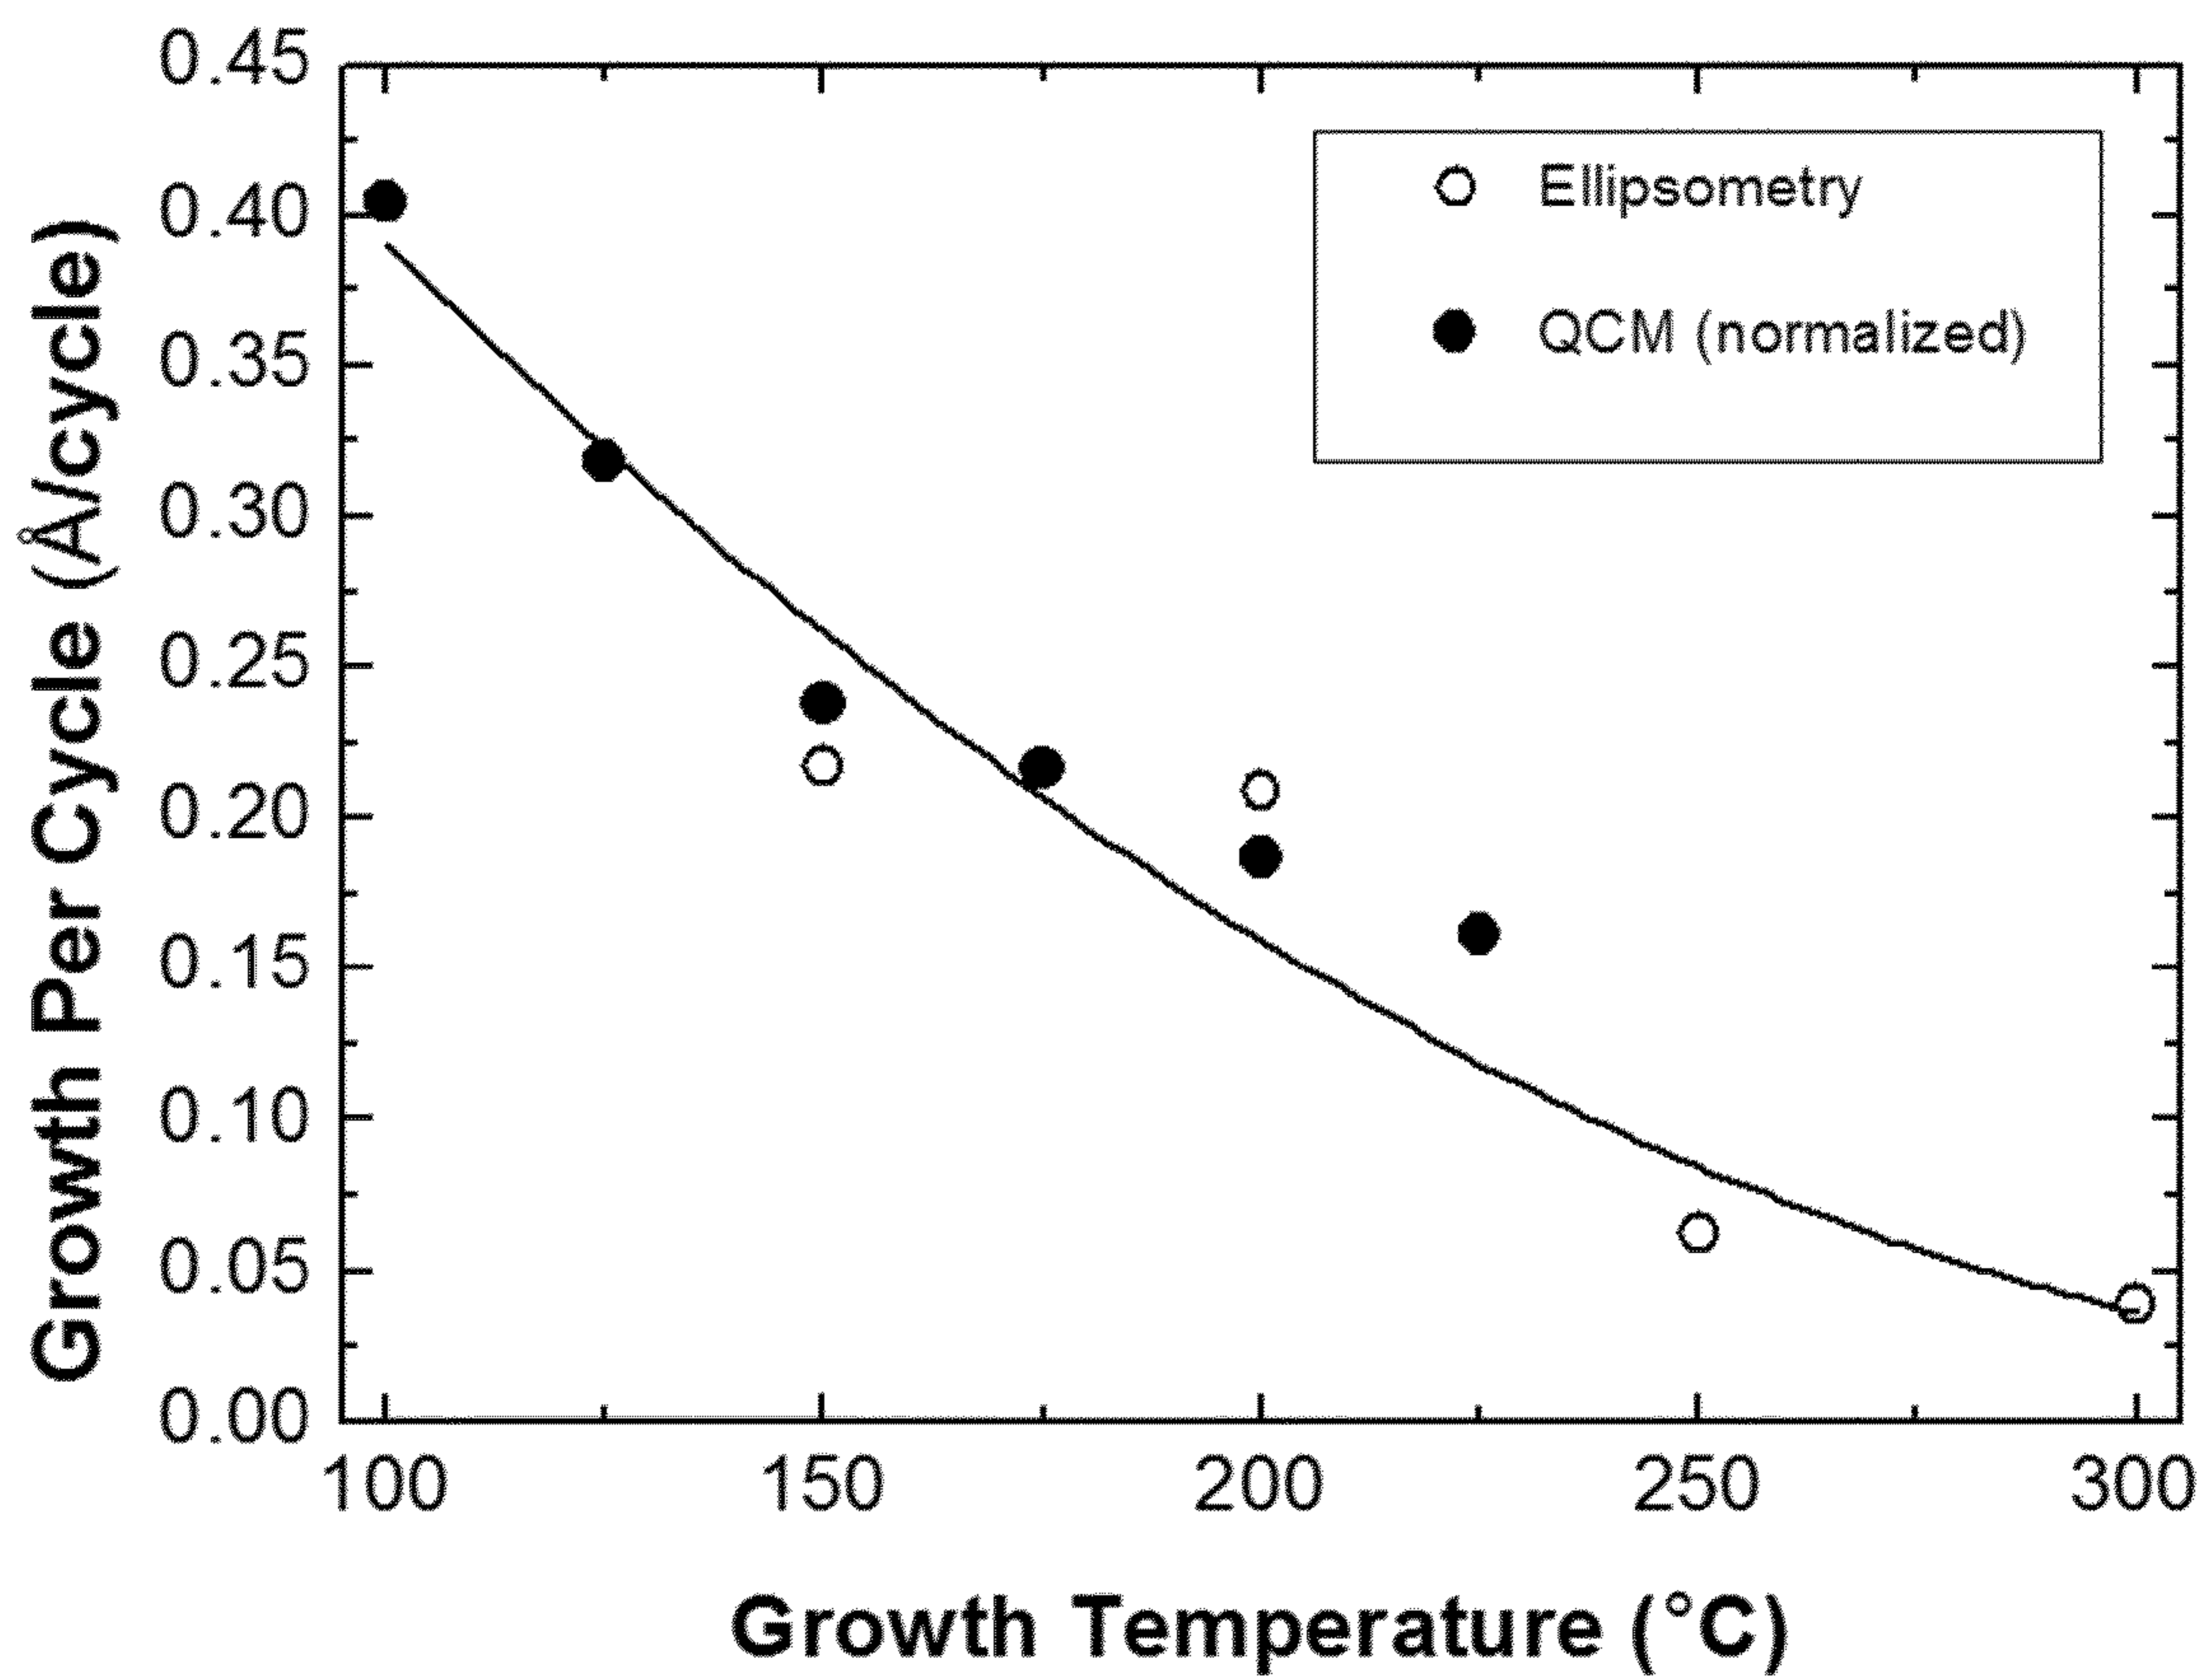 0.45
0.40
0.35
0.30
0.25
0.20
0.15
0.10
0.05
0.00
Growth Per Cycle (Å/cycle)
Ellipsometry
QCM (normalized)
100 150 200 250 300
Growth Temperature (°C)